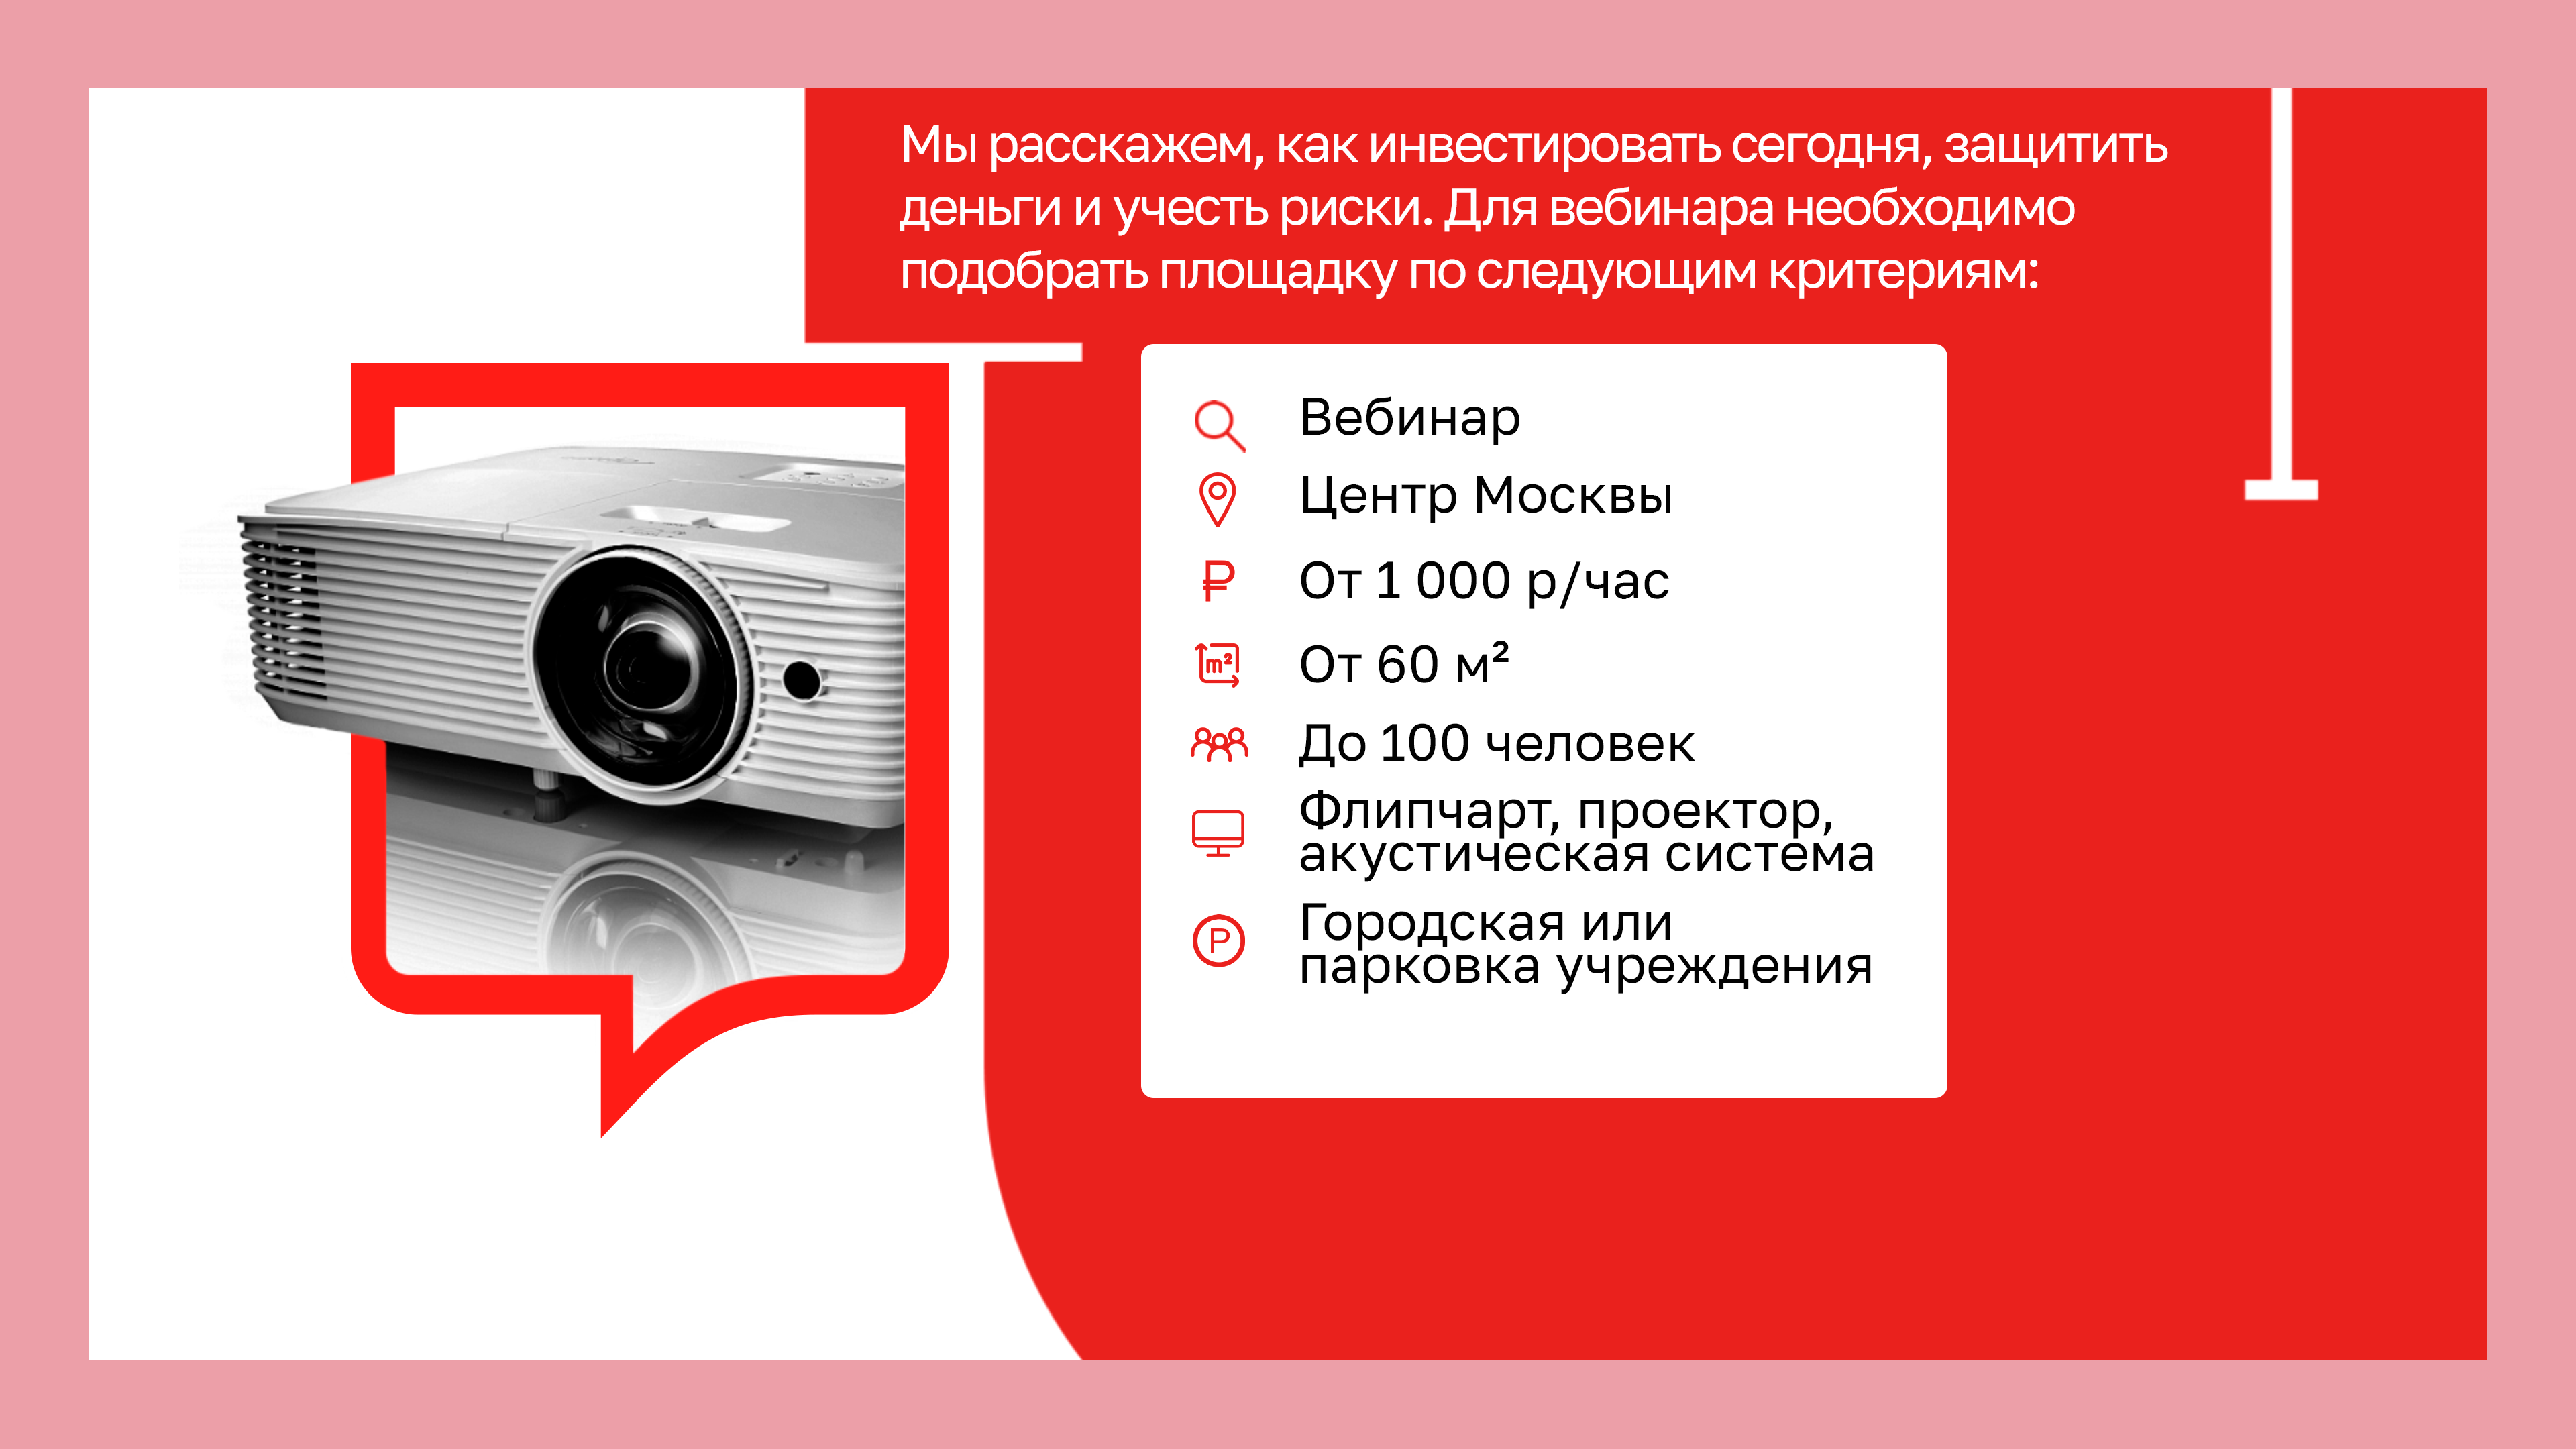 Мы расскажем, как инвестировать сегодня, защитить
деньги и учесть риски. Для вебинара необходимо
подобрать площадку по следующим критериям:
Вебинар
Центр Москвы
₽
От 1 000 р/час
m²
От 60 м²
До 100 человек
Флипчарт, проектор,
акустическая система
P
Городская или
парковка учреждения